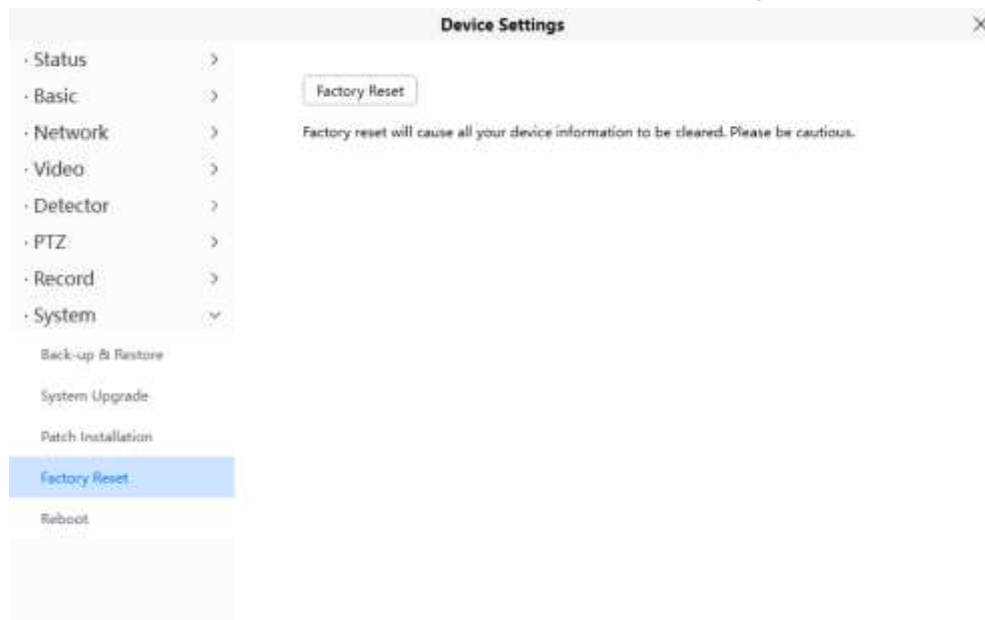 Device Settings
· Status
· Basic
· Network
· Video
· Detector
· PTZ
· Record
· System
Back-up & Restore
System Upgrade
Patch Installation
Factory Reset
Reboot
Factory Reset
Factory reset will cause all your device information to be cleared. Please be cautious.